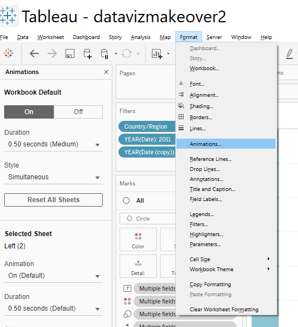 Tableau - datavizmakeover2
File Data Worksheet Dashboard Story Analysis Map Format Server Window Help
Animations
Workbook Default
On Off
Duration
0.50 seconds (Medium)
Style
Simultaneous
Reset All Sheets
Selected Sheet
Left (2)
Animation
On (Default)
Duration
0.50 seconds (Default)
Pages
Filters
Country/Region
YEAR(Date): 2011
YEAR(Date (copy))
Marks
All
Circle
Color
Detail
Multiple fields
Multiple fields
Multiple fields
Dashboard...
Story...
Workbook...
Font...
Alignment...
Shading...
Borders...
Lines...
Animations...
Reference Lines...
Drop Lines...
Annotations...
Title and Caption...
Field Labels...
Legends...
Filters...
Highlighters...
Parameters...
Cell Size
Workbook Theme
Copy Formatting
Paste Formatting
Clear Worksheet Formatting